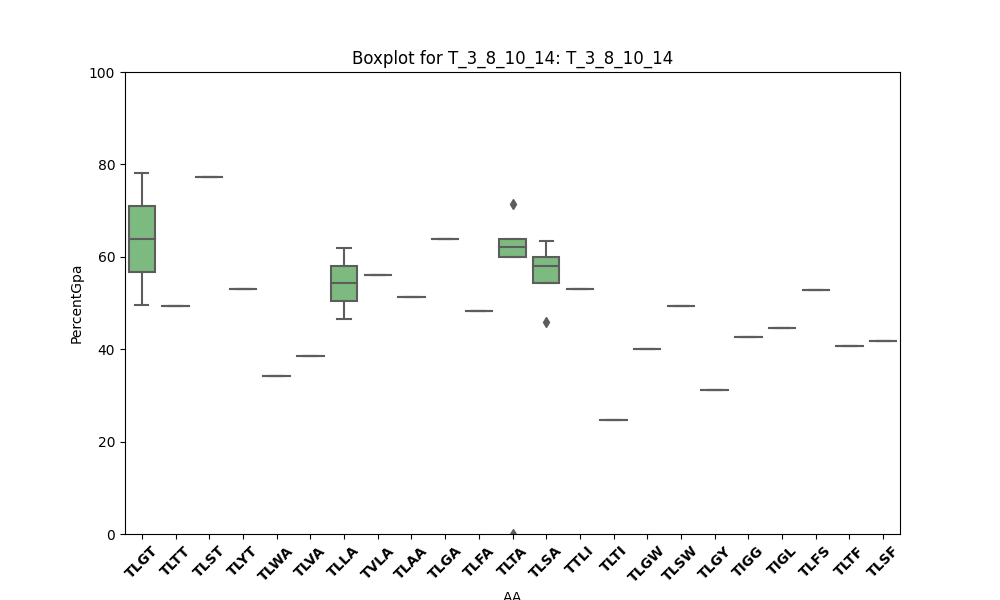 Boxplot for T_3_8_10_14: T_3_8_10_14
100
80
60
40
20
0
PercentGpa
TLGT TLTT TLST TLYT TLWA TLVA TLLA TVLA TLAA TLGA TLFA TLTA TLSA TTLI TLTI TLGW TLSW TLGY TIGG TIGL TLFS TLTF TLSF
AA